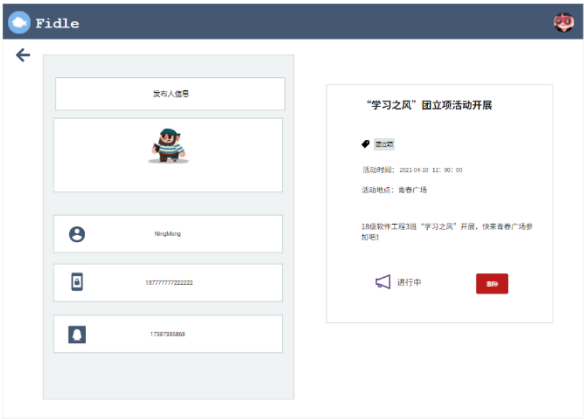 Fidle
发布人信息
NingMeng
137777777222222
17387886868
“学习之风”团立项活动开展
团立项
活动时间： 2021-04-10 12：00：00
活动地点：青春广场
18级软件工程3班“学习之风”开展，快来青春广场参
加吧！
进行中
删除